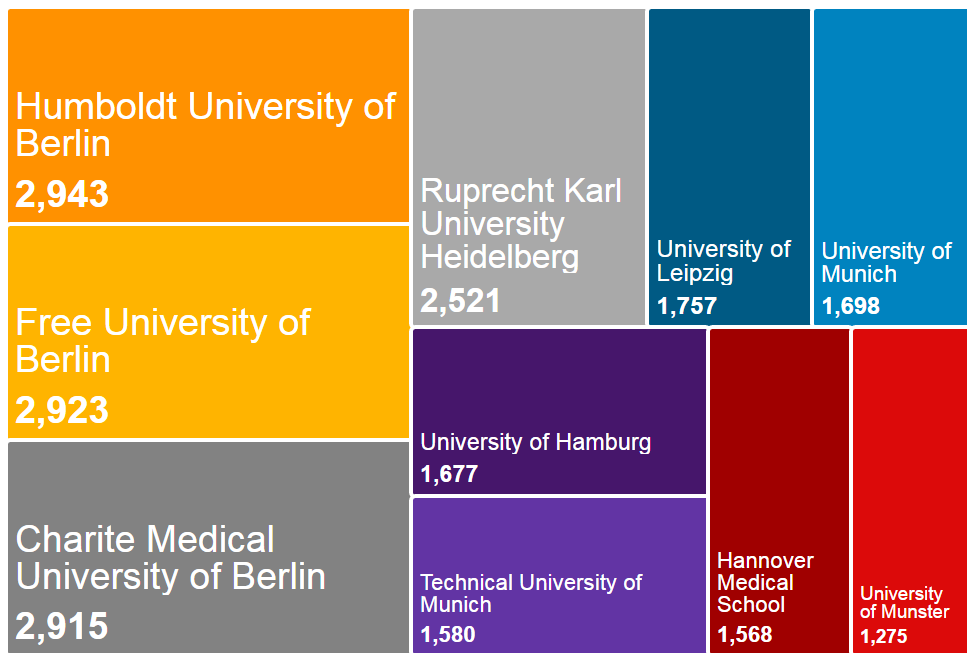 Humboldt University of
Berlin
2,943
Free University of
Berlin
2,923
Charite Medical
University of Berlin
2,915
Ruprecht Karl
University
Heidelberg
2,521
University of
Leipzig
1,757
University of
Munich
1,698
University of Hamburg
1,677
Technical University of
Munich
1,580
Hannover
Medical
School
1,568
University
of Munster
1,275